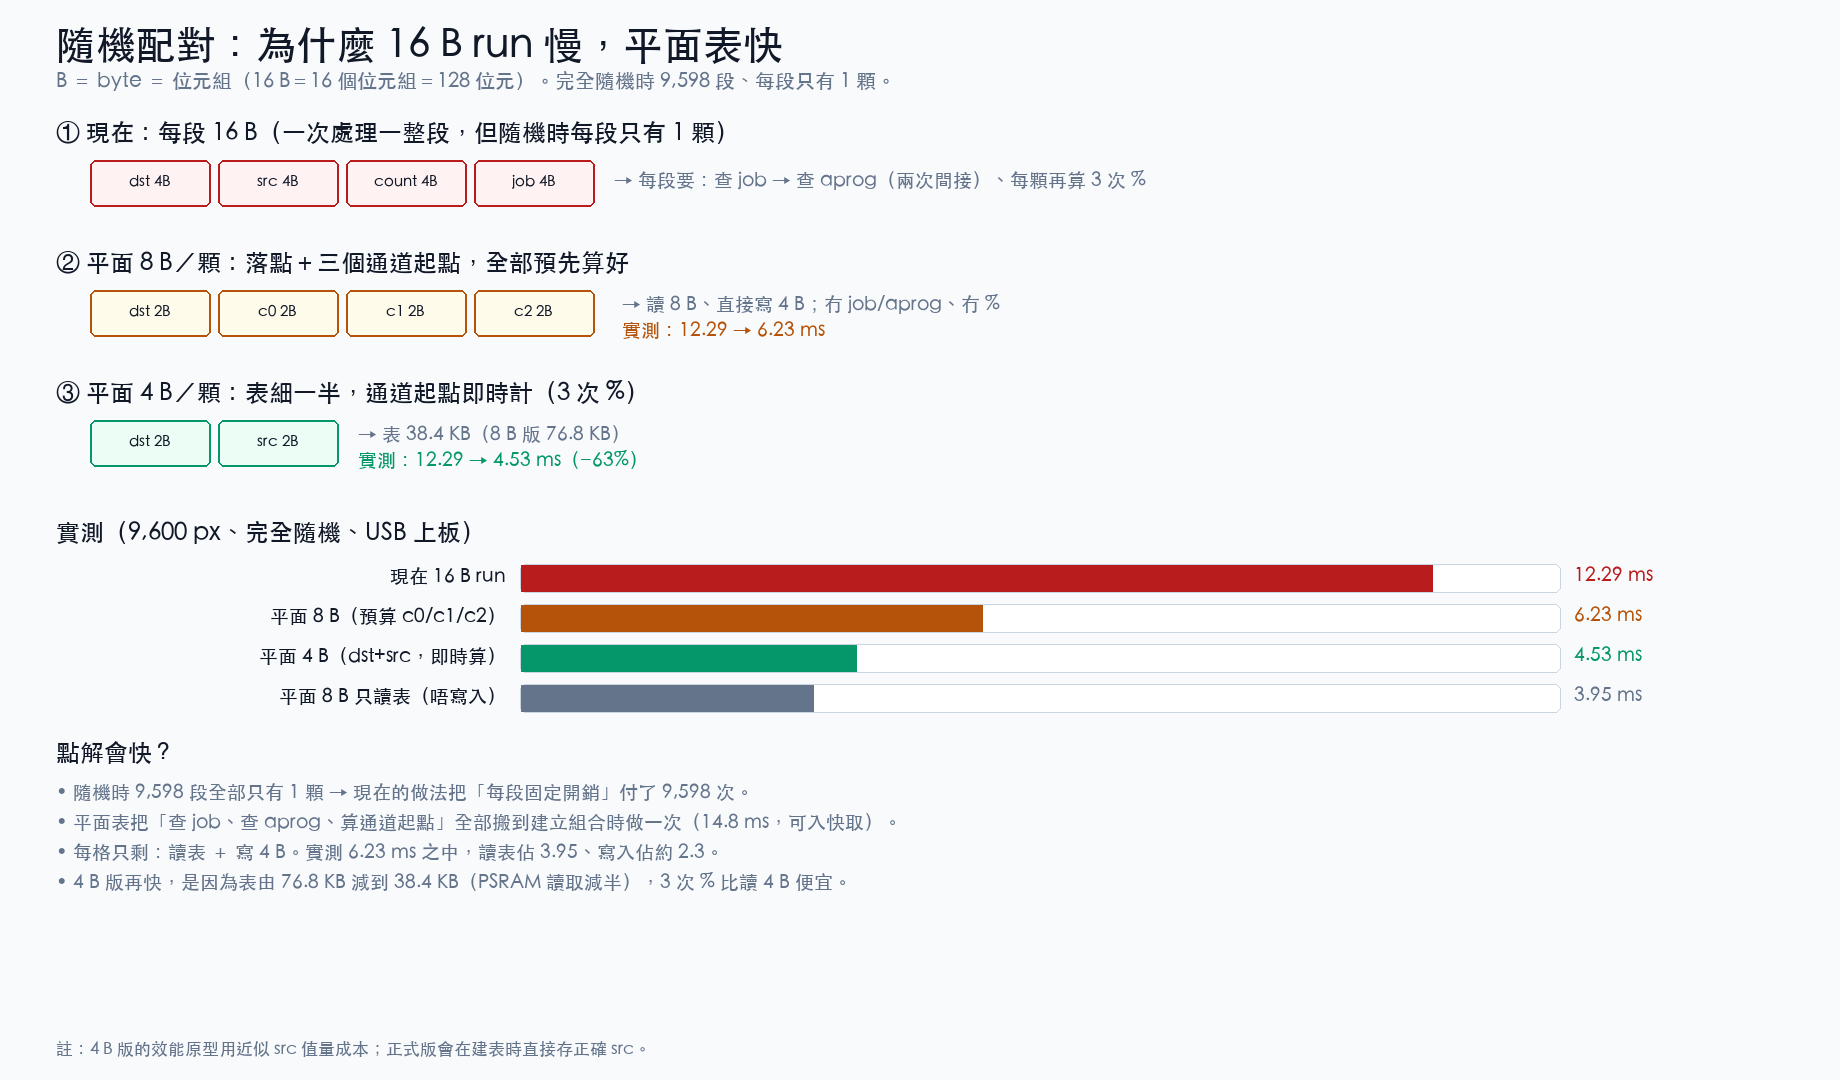 隨機配對：為什麼 16 B run 慢，平面表快
B = byte = 位元組（16 B＝16 個位元組＝128 位元）。完全隨機時 9,598 段、每段只有 1 顆。
① 現在：每段 16 B（一次處理一整段，但隨機時每段只有 1 顆）
dst 4B
src 4B
count 4B
job 4B
→ 每段要：查 job → 查 aprog（兩次間接）、每顆再算 3 次 %
② 平面 8 B／顆：落點＋三個通道起點，全部預先算好
dst 2B
c0 2B
c1 2B
c2 2B
→ 讀 8 B、直接寫 4 B；冇 job/aprog、冇 %
實測：12.29 → 6.23 ms
③ 平面 4 B／顆：表細一半，通道起點即時計（3 次 %）
dst 2B
src 2B
→ 表 38.4 KB（8 B 版 76.8 KB）
實測：12.29 → 4.53 ms（−63%）
實測（9,600 px、完全隨機、USB 上板）
現在 16 B run
12.29 ms
平面 8 B（預算 c0/c1/c2）
6.23 ms
平面 4 B（dst+src，即時算）
4.53 ms
平面 8 B 只讀表（唔寫入）
3.95 ms
點解會快？
• 隨機時 9,598 段全部只有 1 顆 → 現在的做法把「每段固定開銷」付了 9,598 次。
• 平面表把「查 job、查 aprog、算通道起點」全部搬到建立組合時做一次（14.8 ms，可入快取）。
• 每格只剩：讀表 ＋ 寫 4 B。實測 6.23 ms 之中，讀表佔 3.95、寫入佔約 2.3。
• 4 B 版再快，是因為表由 76.8 KB 減到 38.4 KB（PSRAM 讀取減半），3 次 % 比讀 4 B 便宜。
註：4 B 版的效能原型用近似 src 值量成本；正式版會在建表時直接存正確 src。